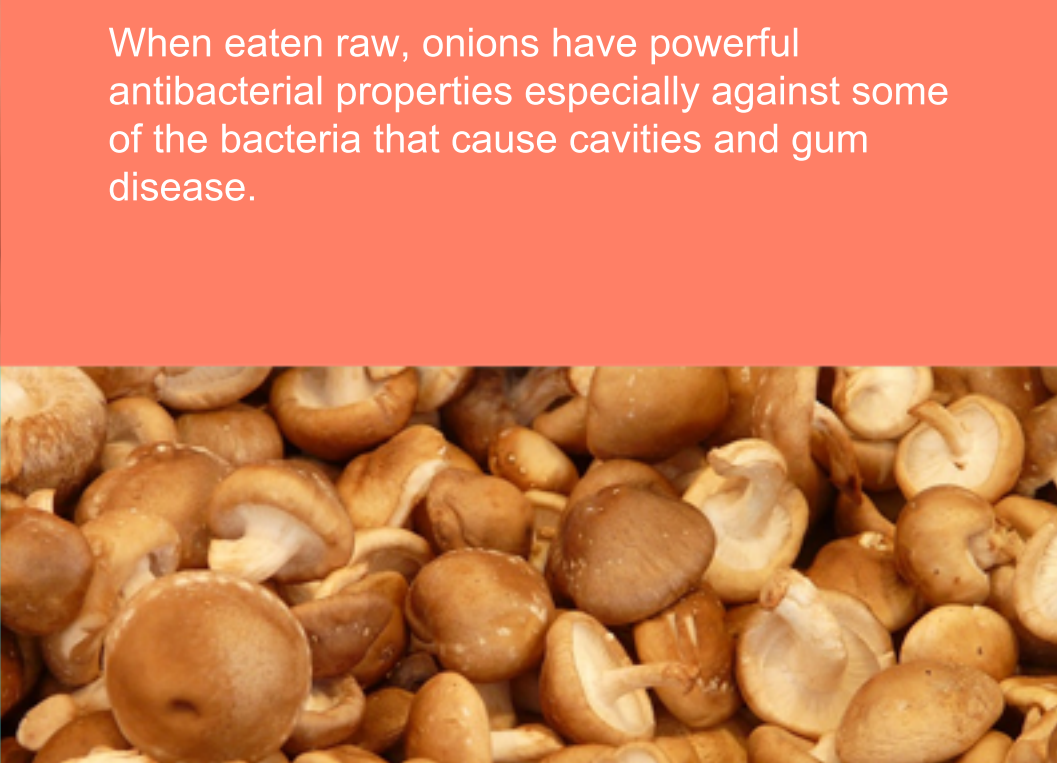 When eaten raw, onions have powerful
antibacterial properties especially against some
of the bacteria that cause cavities and gum
disease.